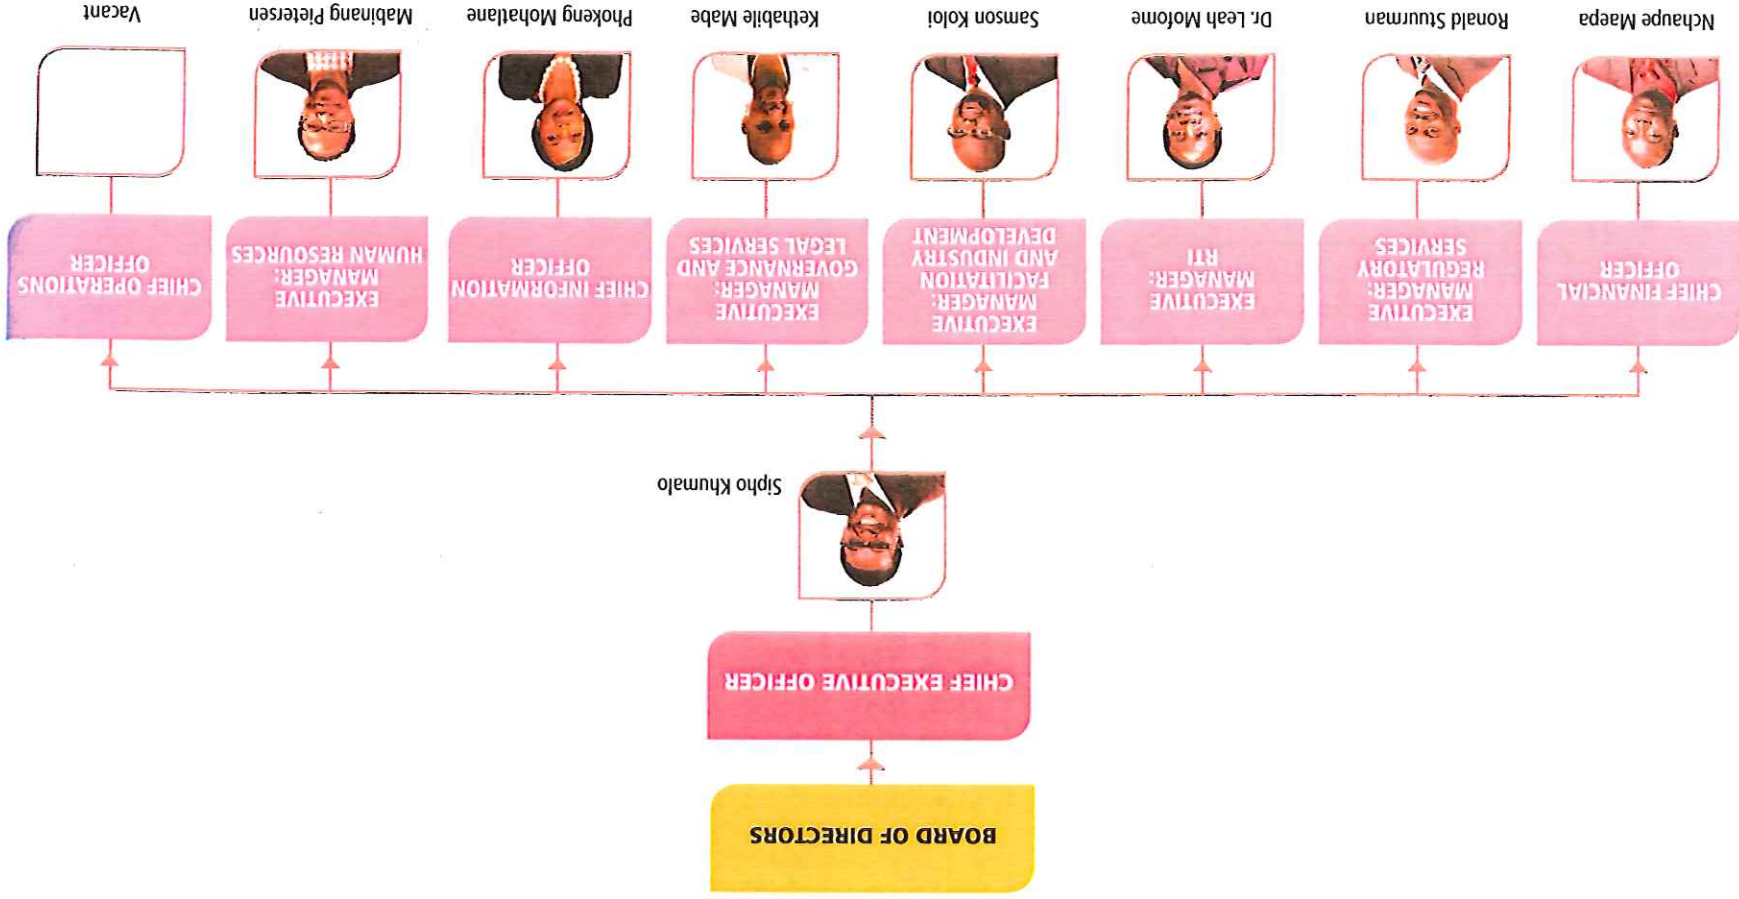 BOARD OF DIRECTORS
CHIEF EXECUTIVE OFFICER
Sipho Khumalo
CHIEF FINANCIAL
OFFICER
Nchaupe Maepa
EXECUTIVE
MANAGER:
REGULATORY
SERVICES
Ronald Stuurman
EXECUTIVE
MANAGER:
RTI
Dr. Leah Mofome
EXECUTIVE
MANAGER:
FACILITATION
AND INDUSTRY
DEVELOPMENT
Samson Koloi
EXECUTIVE
MANAGER:
GOVERNANCE AND
LEGAL SERVICES
Kethabile Mabe
CHIEF INFORMATION
OFFICER
Phokeng Mohatlane
EXECUTIVE
MANAGER:
HUMAN RESOURCES
Mabinang Pietersen
CHIEF OPERATIONS
OFFICER
Vacant